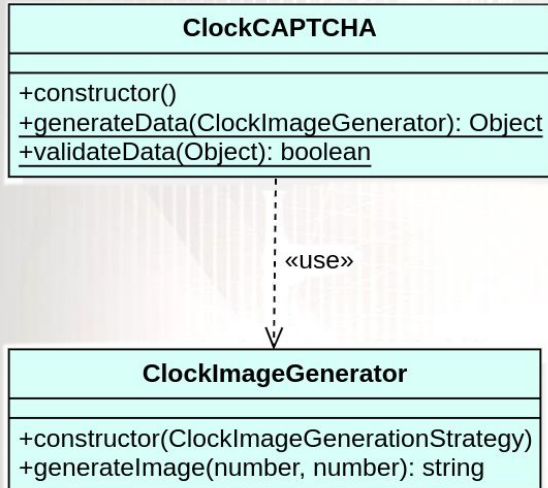 ClockCAPTCHA
+constructor()
+generateData(ClockImageGenerator): Object
+validateData(Object): boolean
«use»
ClockImageGenerator
+constructor(ClockImageGenerationStrategy)
+generateImage(number, number): string